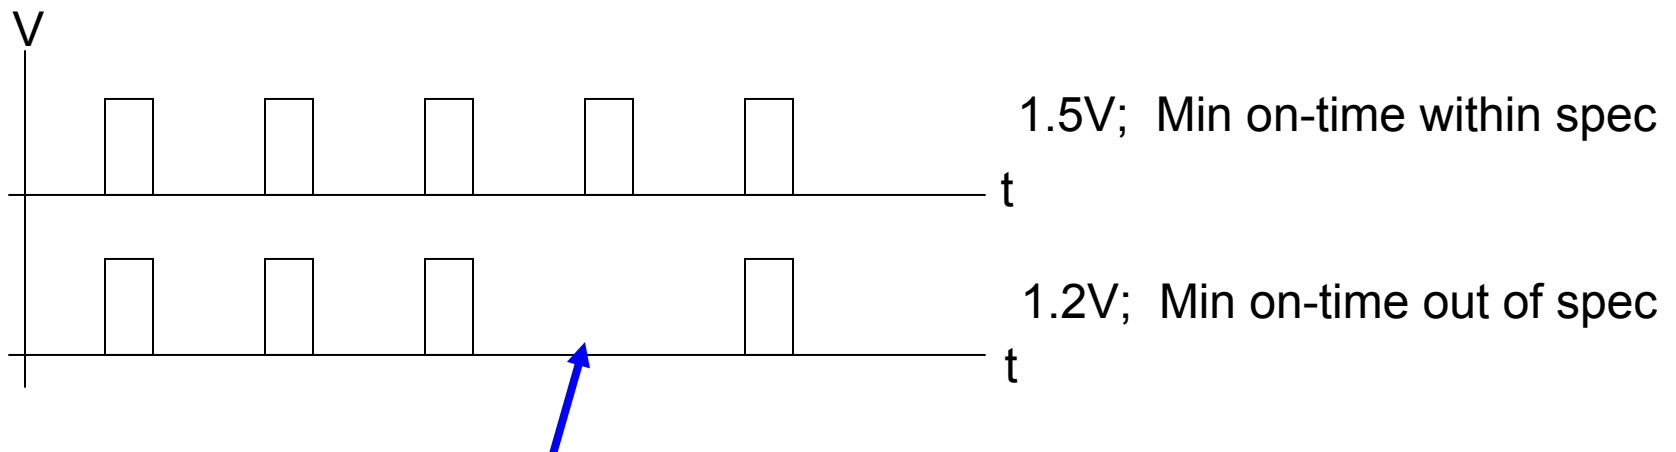 V
1.5V;  Min on-time within spec
t
1.2V;  Min on-time out of spec
t